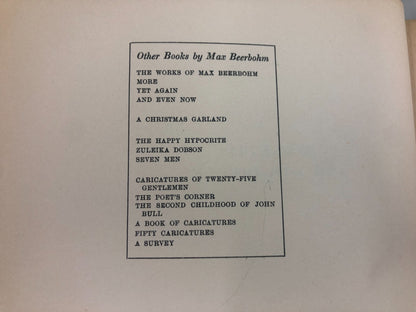 Other Books by Max Beerbohm
THE WORKS OF MAX BEERBOHM
MORE
YET AGAIN
AND EVEN NOW
A CHRISTMAS GARLAND
THE HAPPY HYPOCRITE
ZULEIKA DOBSON
SEVEN MEN
CARICATURES OF TWENTY-FIVE
GENTLEMEN
THE POET'S CORNER
THE SECOND CHILDHOOD OF JOHN
BULL
A BOOK OF CARICATURES
FIFTY CARICATURES
A SURVEY